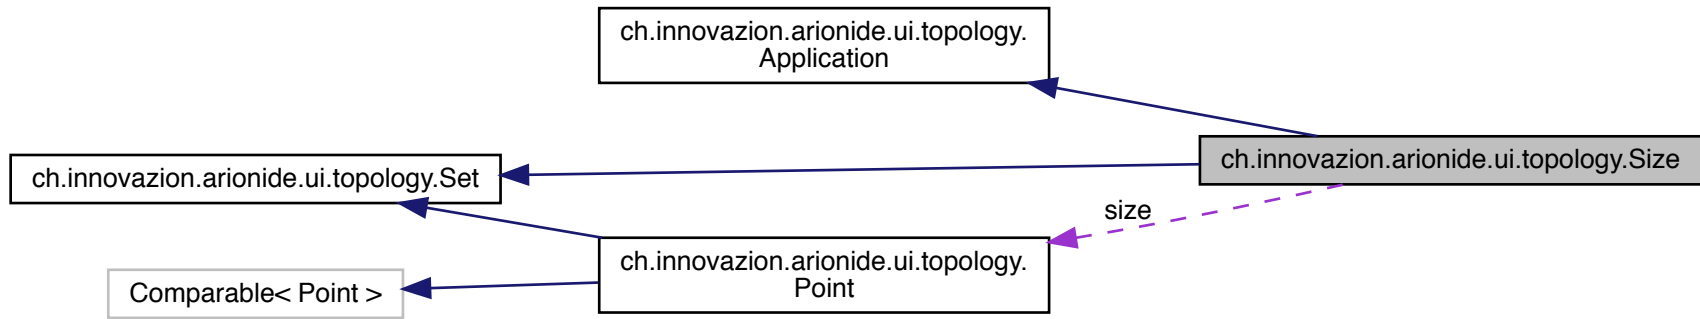 ch.innovazion.arionide.ui.topology.
Application
ch.innovazion.arionide.ui.topology.Size
ch.innovazion.arionide.ui.topology.Set
size
ch.innovazion.arionide.ui.topology.
Point
Comparable< Point >